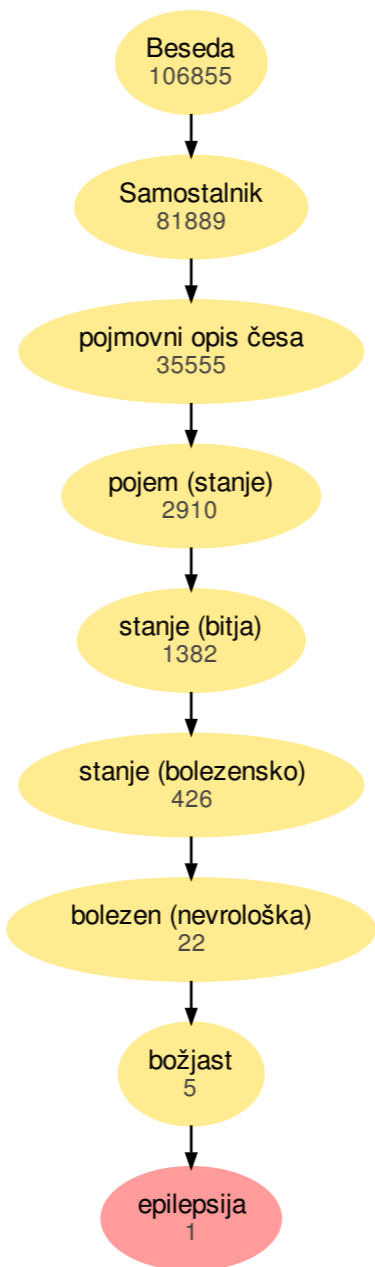 Beseda
106855
Samostalnik
81889
pojmovni opis česa
35555
pojem (stanje)
2910
stanje (bitja)
1382
stanje (bolezensko)
426
bolezen (nevrološka)
22
božjast
5
epilepsija
1